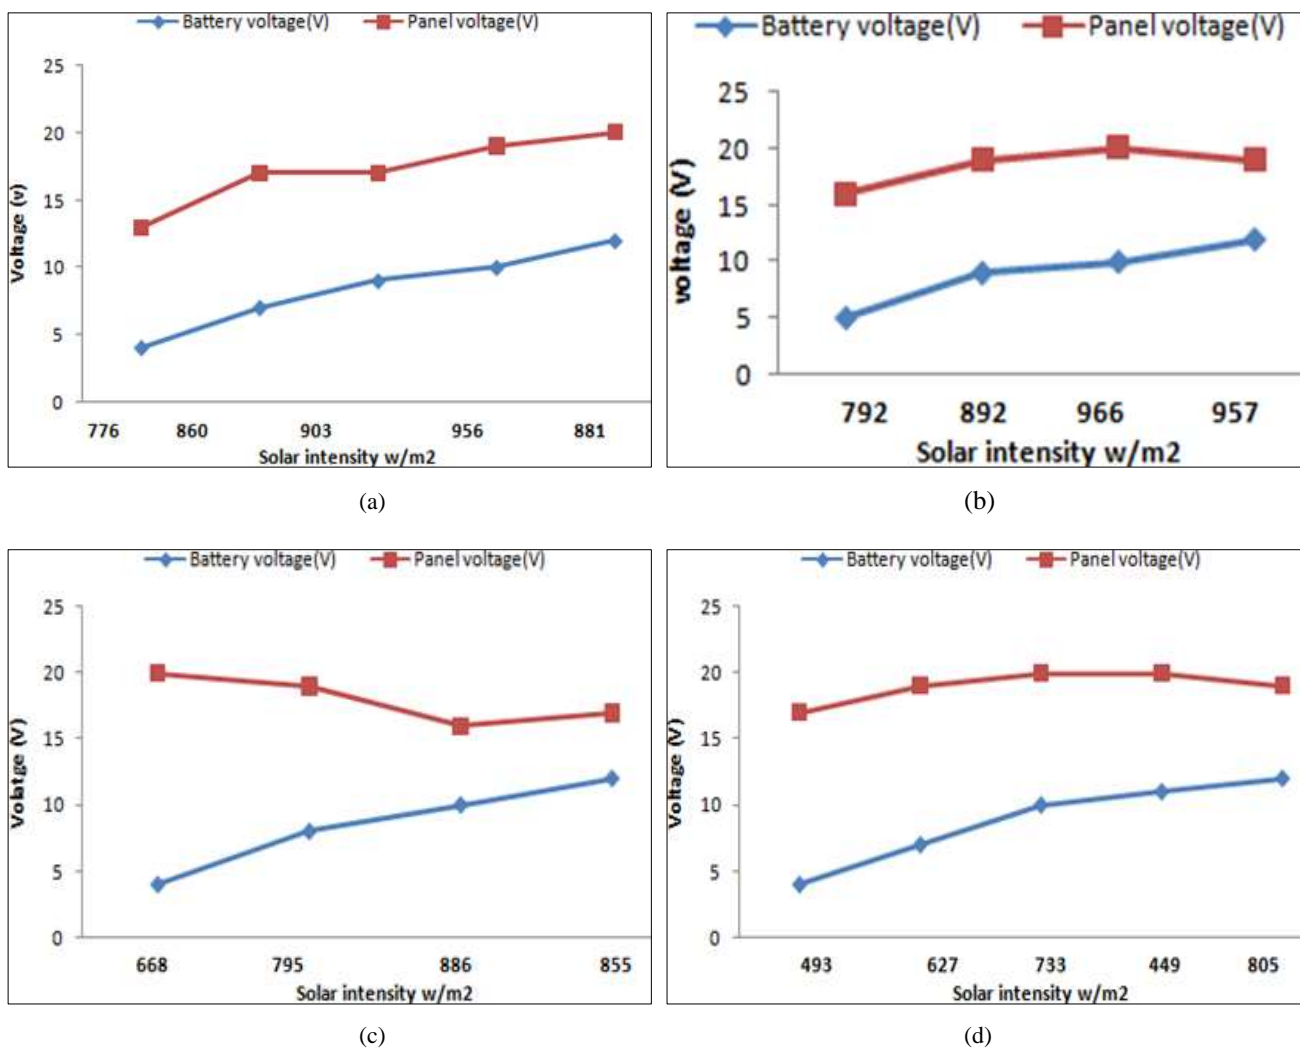 Battery voltage(V) Panel voltage(V)
25
20
15
10
5
0
Voltage (v)
776 860 903 956 881
Solar intensity w/m2
(a)
Battery voltage(V) Panel voltage(V)
25
20
15
10
5
0
voltage (V)
792 892 966 957
Solar intensity w/m2
(b)
Battery voltage(V) Panel voltage(V)
25
20
15
10
5
0
Volatge (V)
668 795 886 855
Solar intensity w/m2
(c)
Battery voltage(V) Panel voltage(V)
25
20
15
10
5
0
Voltage (V)
493 627 733 449 805
Solar intensity w/m2
(d)